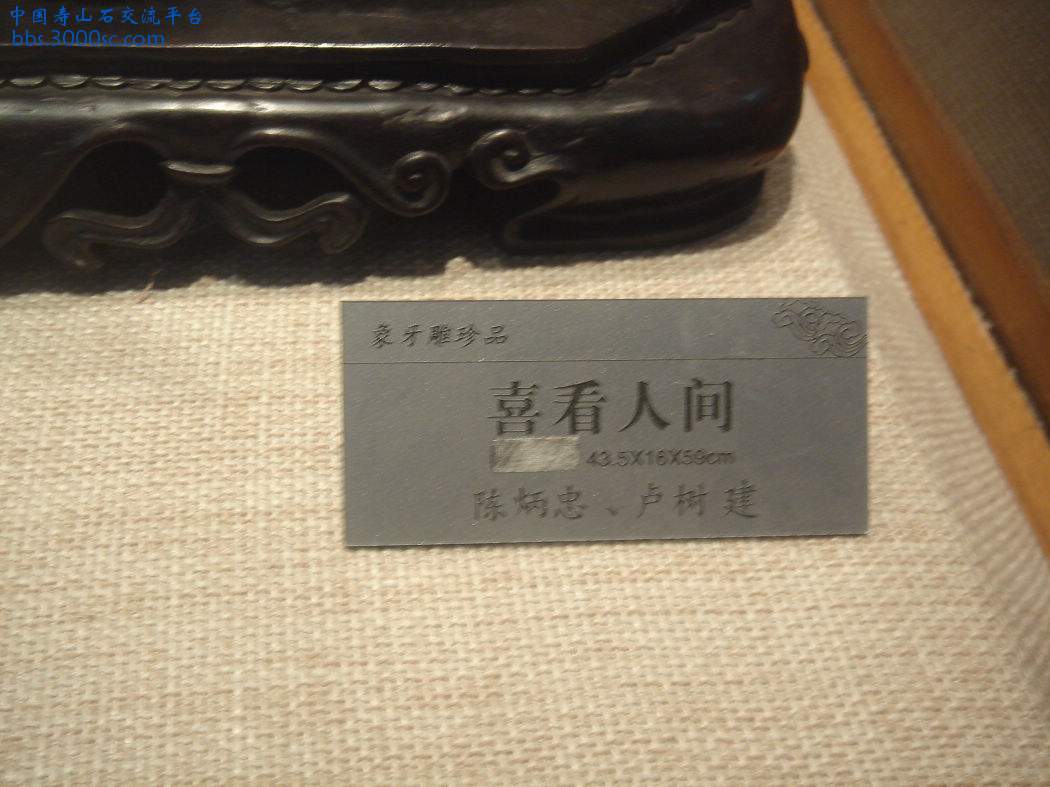 中国寿山石交流平台
bbs.3000sc.com
象牙雕珍品
喜看人间
43.5X16X59cm
陈炳忠、卢树建